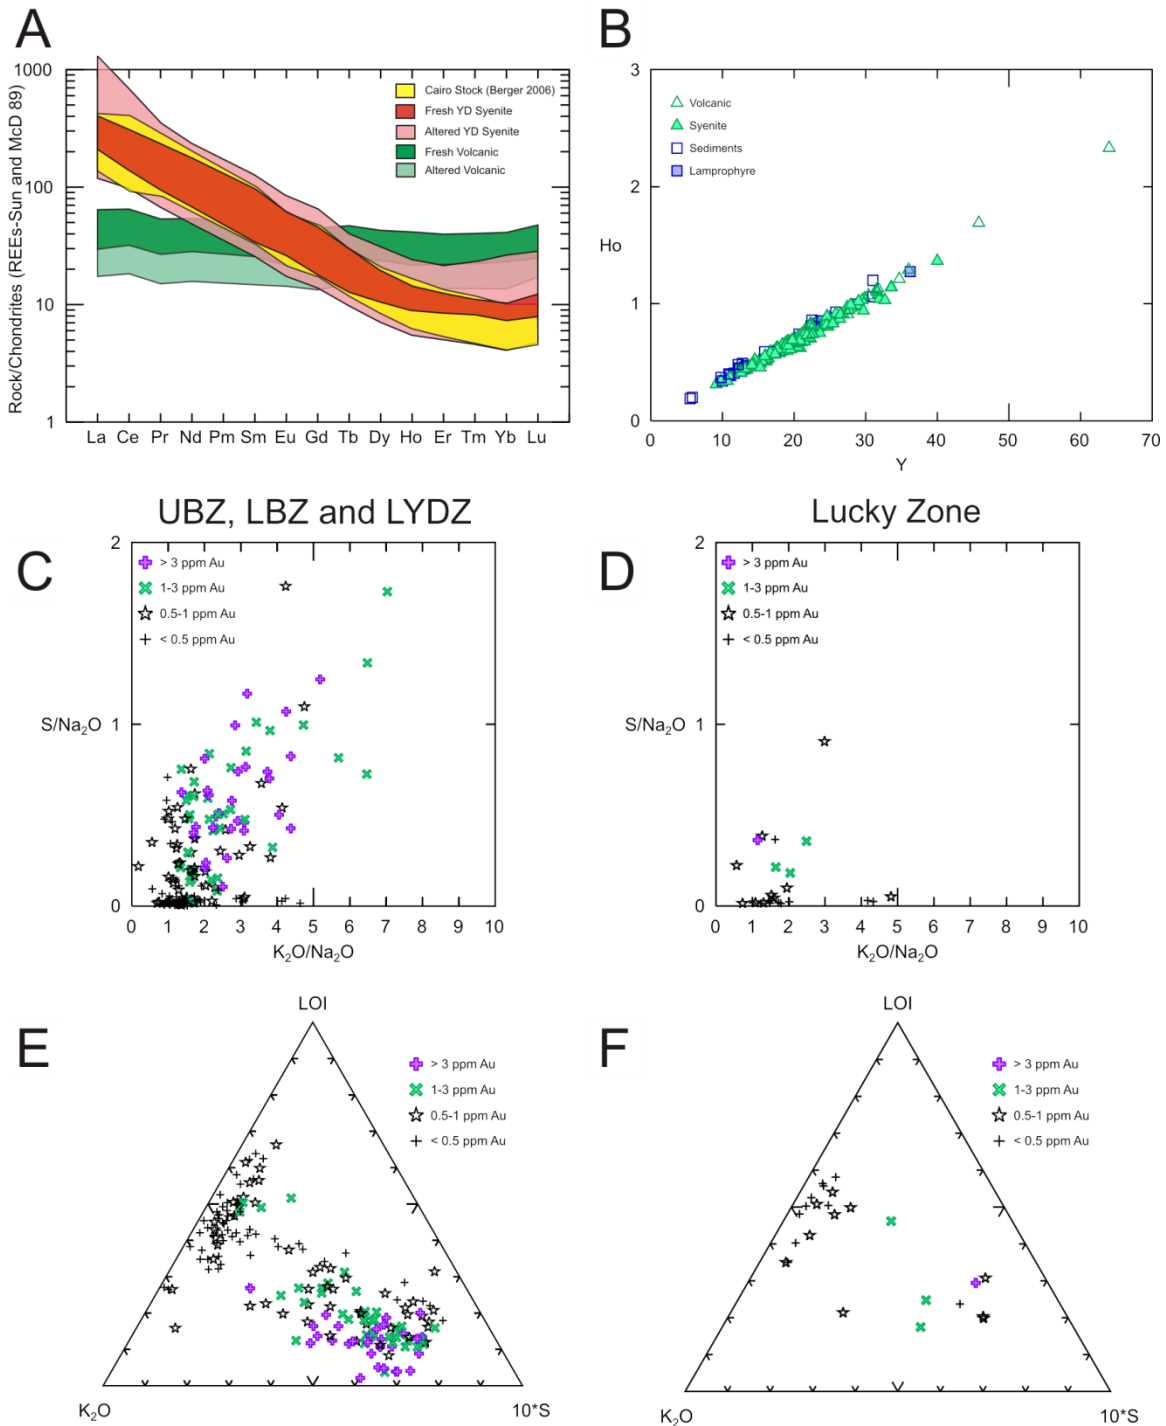 A
Rock/Chondrites (REEs-Sun and McD 89)
1000
100
10
1
Cairo Stock (Berger 2006)
Fresh YD Syenite
Altered YD Syenite
Fresh Volcanic
Altered Volcanic
La Ce Pr Nd Pm Sm Eu Gd Tb Dy Ho Er Tm Yb Lu
B
3
2
Ho
1
0
Volcanic
Syenite
Sediments
Lamprophyre
0 10 20 30 40 50 60 70
Y
UBZ, LBZ and LYDZ
C
2
> 3 ppm Au
1-3 ppm Au
0.5-1 ppm Au
< 0.5 ppm Au
S/Na₂O
1
0
0 1 2 3 4 5 6 7 8 9 10
K₂O/Na₂O
Lucky Zone
D
2
> 3 ppm Au
1-3 ppm Au
0.5-1 ppm Au
< 0.5 ppm Au
S/Na₂O
1
0
0 1 2 3 4 5 6 7 8 9 10
K₂O/Na₂O
E
LOI
> 3 ppm Au
1-3 ppm Au
0.5-1 ppm Au
< 0.5 ppm Au
K₂O
10*S
F
LOI
> 3 ppm Au
1-3 ppm Au
0.5-1 ppm Au
< 0.5 ppm Au
K₂O
10*S